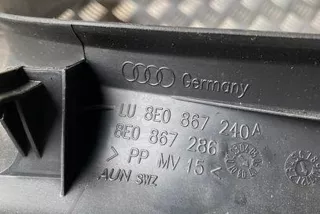 Germany
LU 8E0 867 240A
8E0 867 286
> PP MV 15 <
AUN SWZ